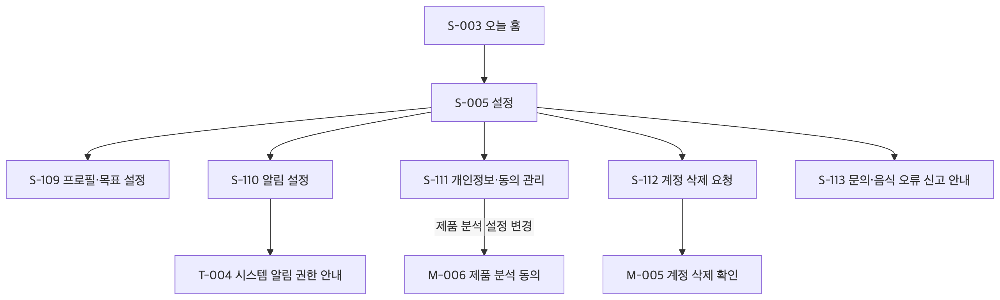 S-003 오늘 홈
S-005 설정
S-109 프로필·목표 설정
S-110 알림 설정
S-111 개인정보·동의 관리
S-112 계정 삭제 요청
S-113 문의·음식 오류 신고 안내
제품 분석 설정 변경
T-004 시스템 알림 권한 안내
M-006 제품 분석 동의
M-005 계정 삭제 확인